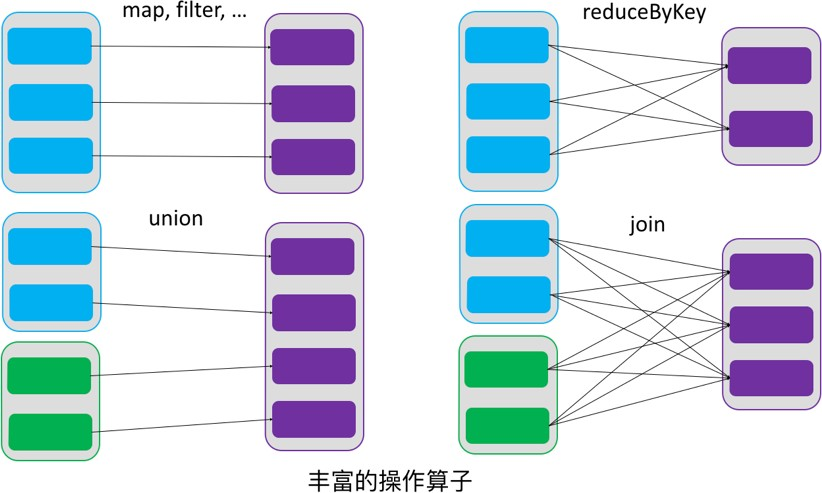 map, filter, ...
reduceByKey
union
join
丰富的操作算子